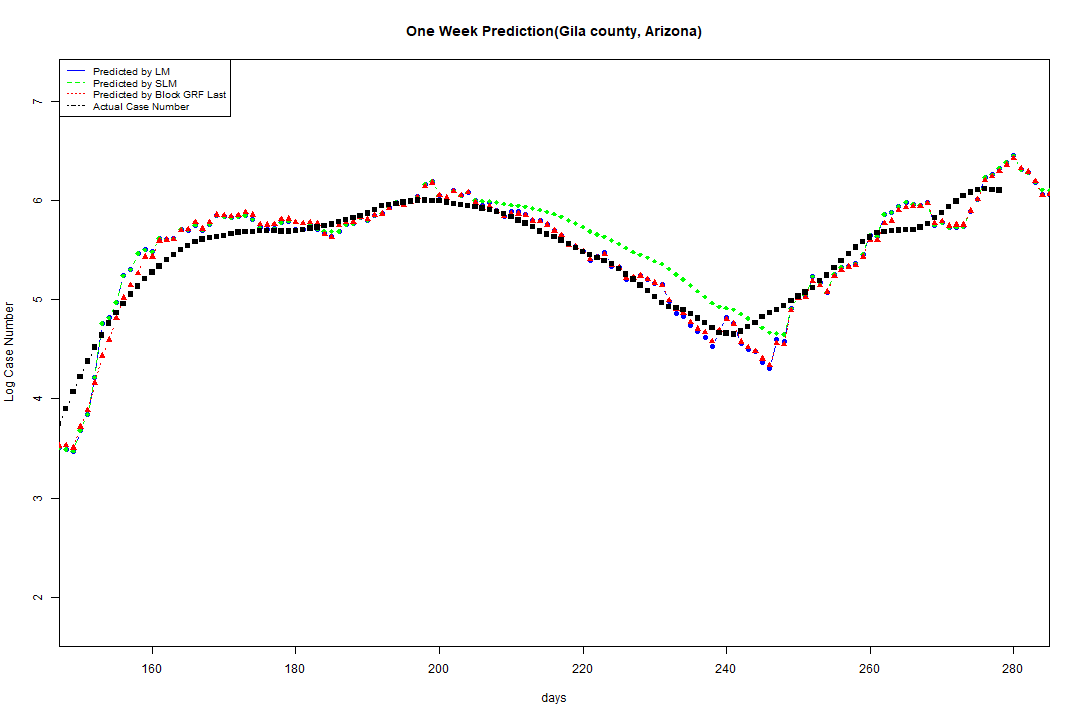 One Week Prediction(Gila county, Arizona)
Predicted by LM
Predicted by SLM
Predicted by Block GRF Last
Actual Case Number
7
6
5
4
3
2
Log Case Number
160 180 200 220 240 260 280
days